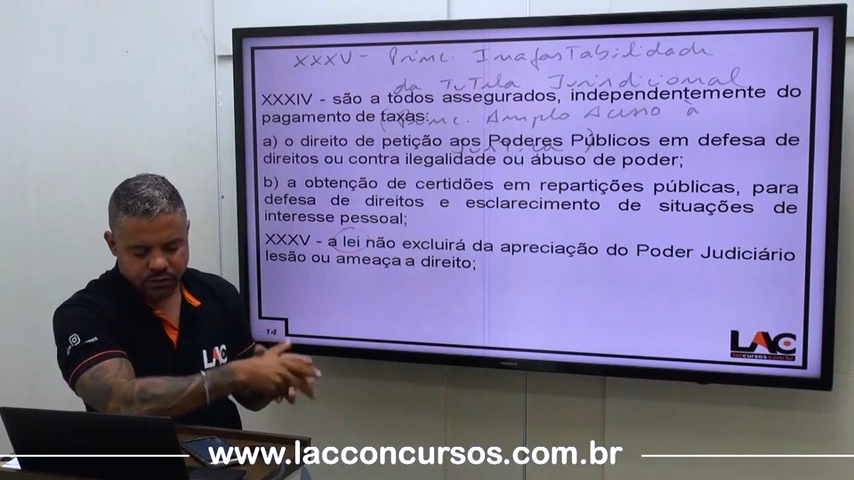 XXXV - Princ. Inafastabilidade
da Tutela Jurisdicional
XXXIV - são a todos assegurados, independentemente do
pagamento de taxas:
(Princ. Amplo Acesso à
a) o direito de petição aos Poderes Públicos em defesa de
Justiça)
direitos ou contra ilegalidade ou abuso de poder;
b) a obtenção de certidões em repartições públicas, para
defesa de direitos e esclarecimento de situações de
interesse pessoal;
XXXV - a lei não excluirá da apreciação do Poder Judiciário
lesão ou ameaça a direito;
14
LAC
LAC
www.lacconcursos.com.br